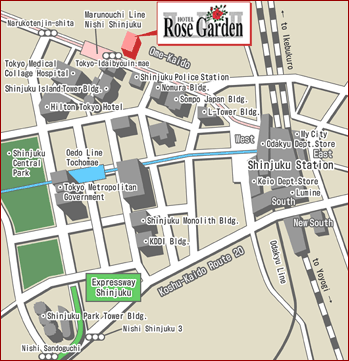 HOTEL
Rose Garden
Narukotenjin-shita
Marunouchi Line
Nishi Shinjuku
Tokyo-Idaibyouin-mae
Ome-Kaido
to Ikebukuro
Tokyo Medical
Collage Hospital
Shinjuku Police Station
Shinjuku Island Tower Bldg.
Nomura Bldg.
Sompo Japan Bldg.
Hilton Tokyo Hotel
L-Tower Bldg.
West
My City
Odakyu Dept.Store
East
Oedo Line
Tochomae
Shinjuku
Central
Park
Shinjuku Station
Keio Dept.Store
Lumine
Tokyo Metropolitan
Government
South
Shinjuku Monolith Bldg.
New South
KDDI Bldg.
Koshu-Kaido Route 20
Odakyu Line
to Yoyogi
Expressway
Shinjuku
Shinjuku Park Tower Bldg.
Nishi Shinjuku 3
Nishi Sandoguchi